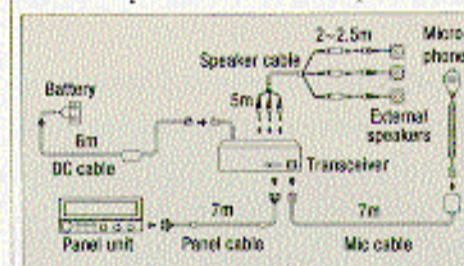 2~2.5m
Micro-
phone
Speaker cable
Battery
5m
External
speakers
6m
DC cable
Transceiver
7m
7m
Panel unit
Panel cable
Mic cable